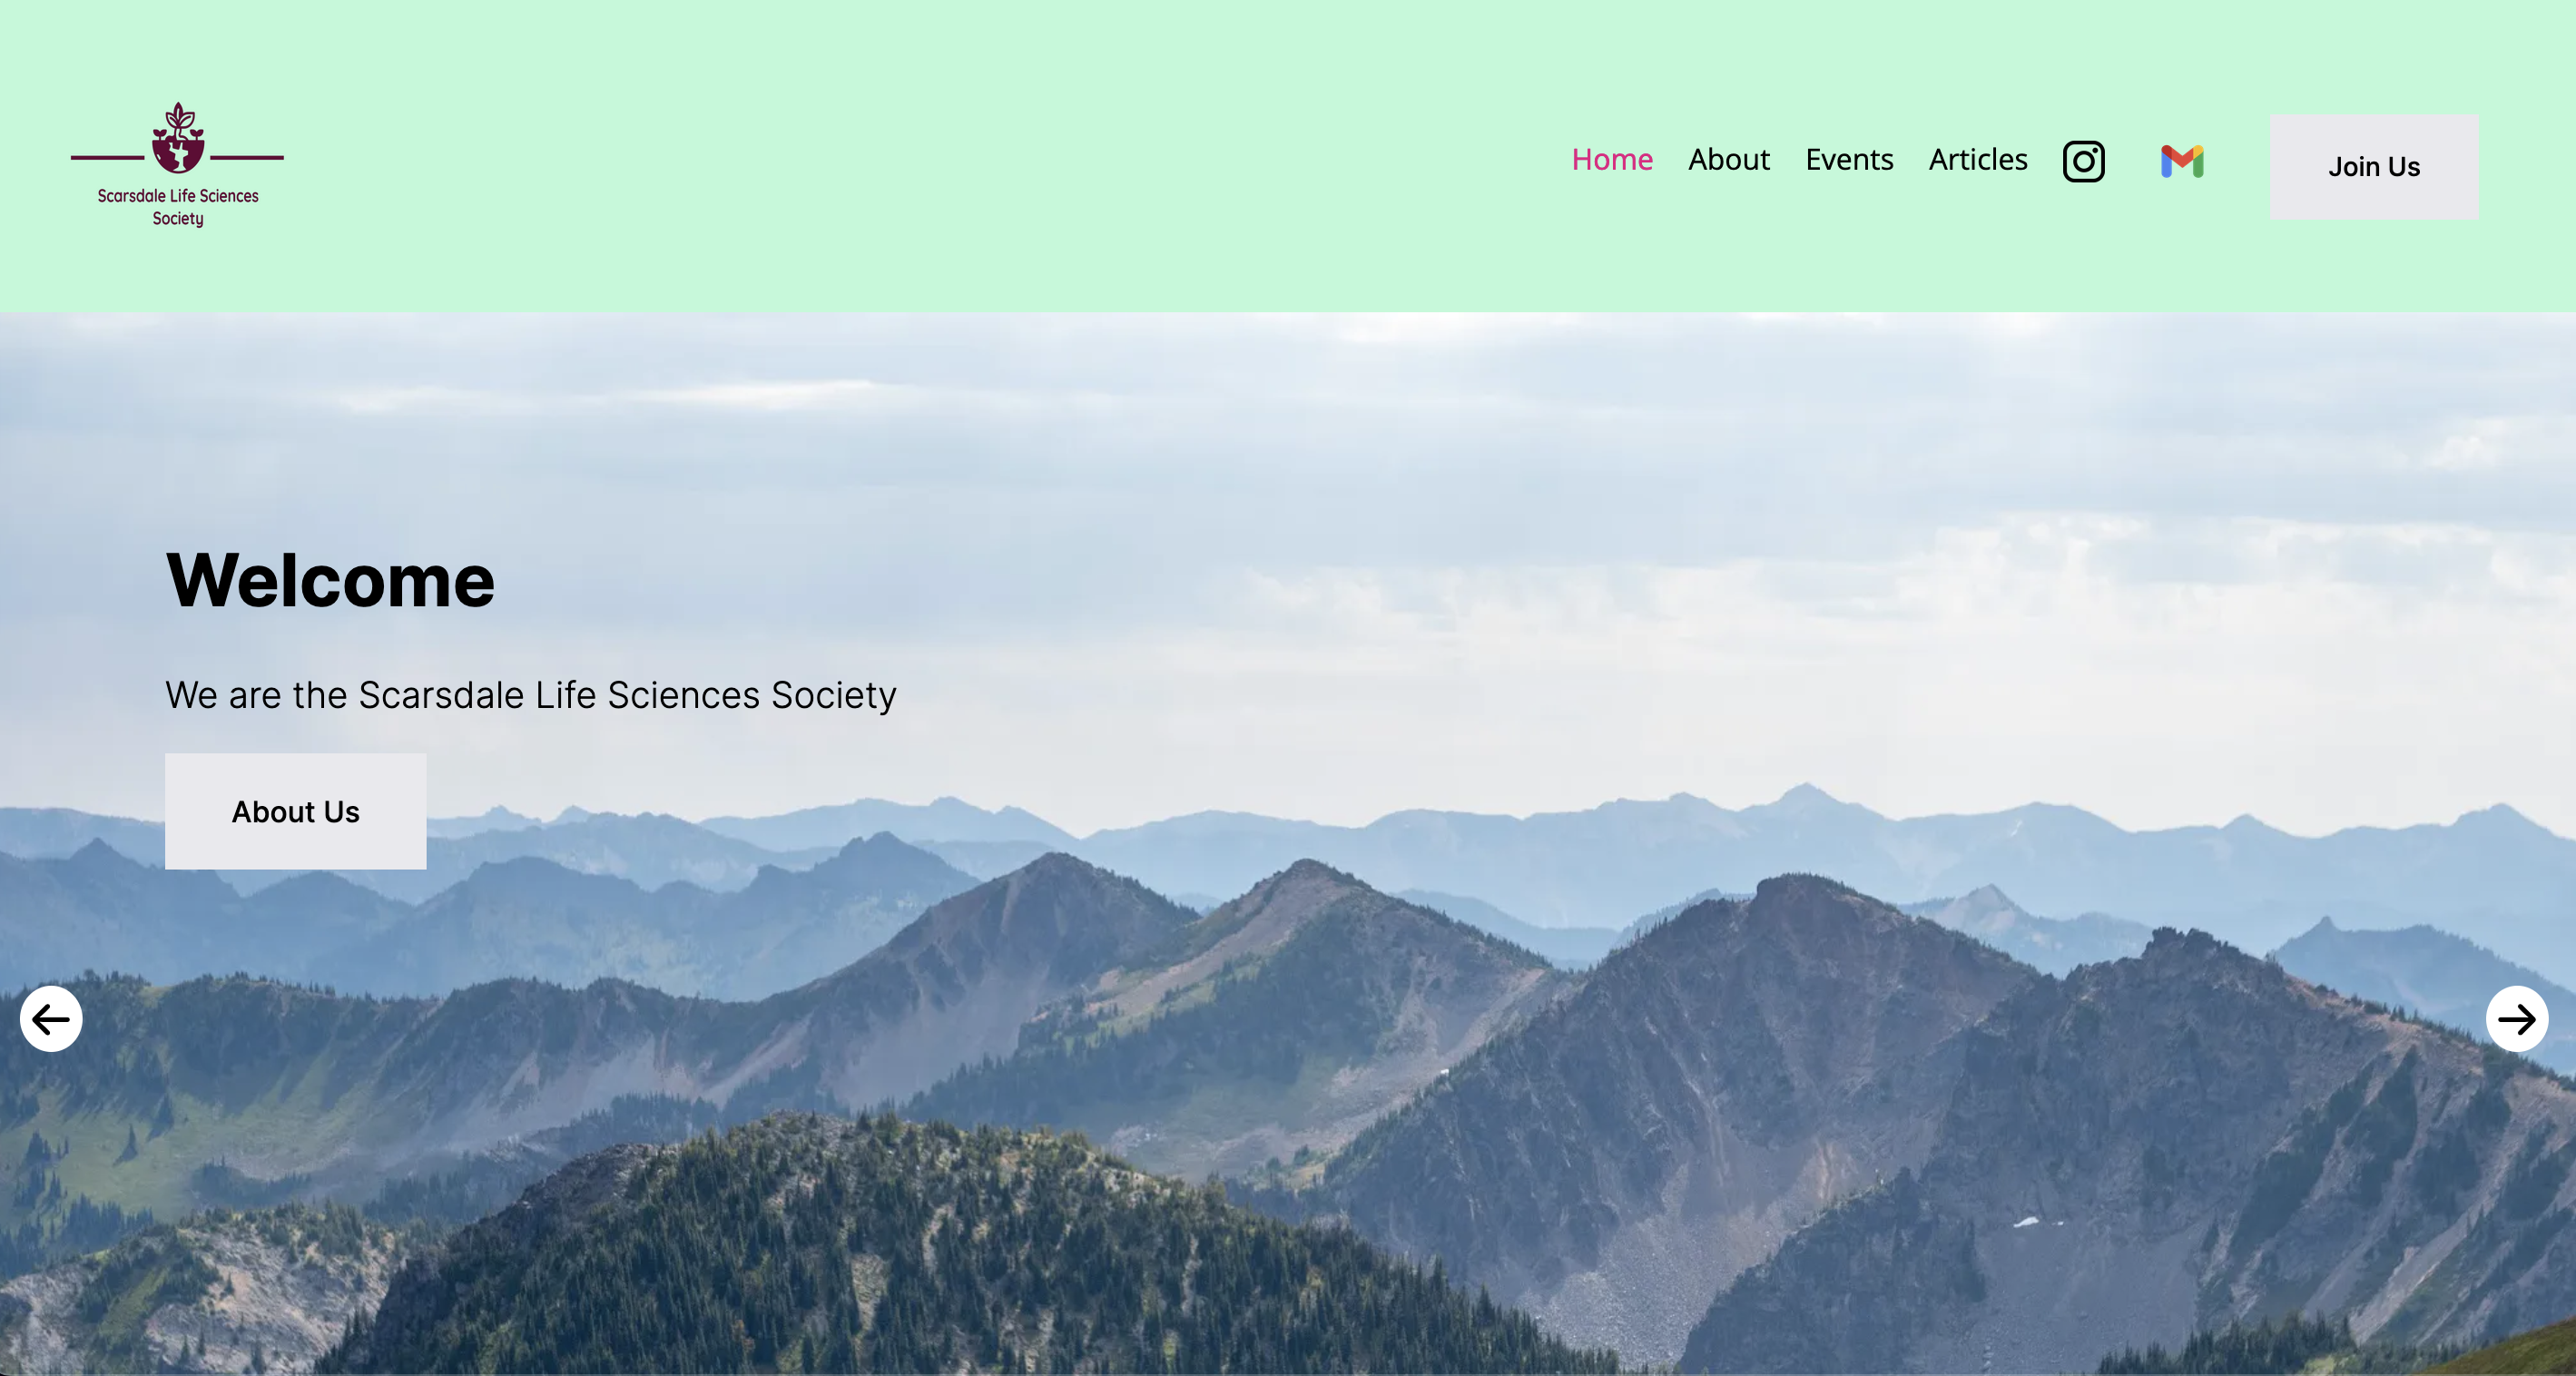 Scarsdale Life Sciences
Society
Home About Events Articles Join Us
Welcome
We are the Scarsdale Life Sciences Society
About Us